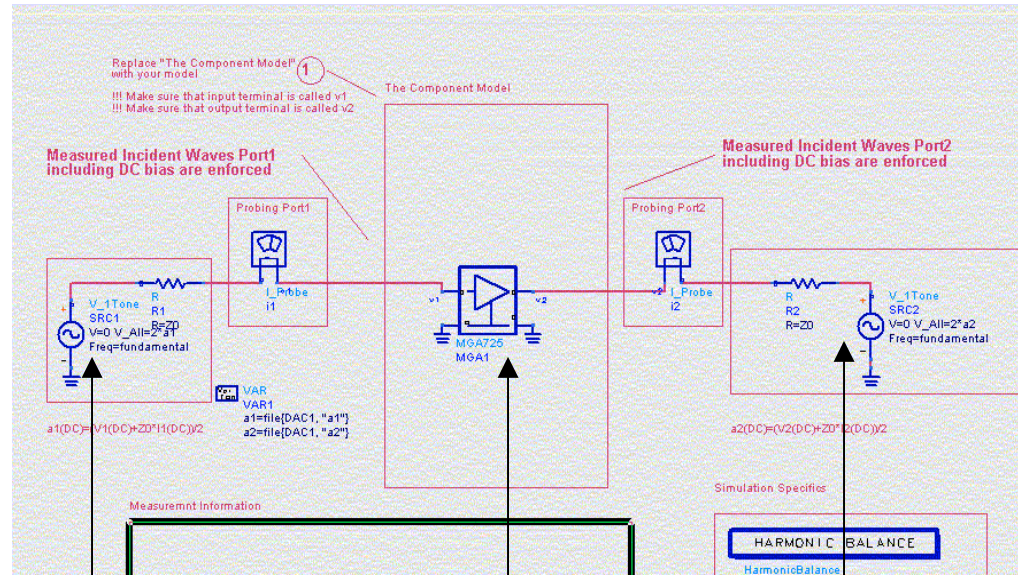 Replace "The Component Model"
with your model
1
!!! Make sure that input terminal is called v1
!!! Make sure that output terminal is called v2
The Component Model
Measured Incident Waves Port1
including DC bias are enforced
Measured Incident Waves Port2
including DC bias are enforced
Probing Port1
Probing Port2
V_1Tone
SRC1
V=0 V_All=2*a1
Freq=fundamental
R
R1
R=Z0
I_Probe
i1
v1
v2
MGA725
MGA1
v2
I_Probe
i2
R
R2
R=Z0
V_1Tone
SRC2
V=0 V_All=2*a2
Freq=fundamental
Var
Eqn
VAR
VAR1
a1=file{DAC1, "a1"}
a2=file{DAC1, "a2"}
a1(DC)=(V1(DC)+Z0*I1(DC))/2
a2(DC)=(V2(DC)+Z0*I2(DC))/2
Measuremnt Information
Simulation Specifics
HARMONIC BALANCE
HarmonicBalance